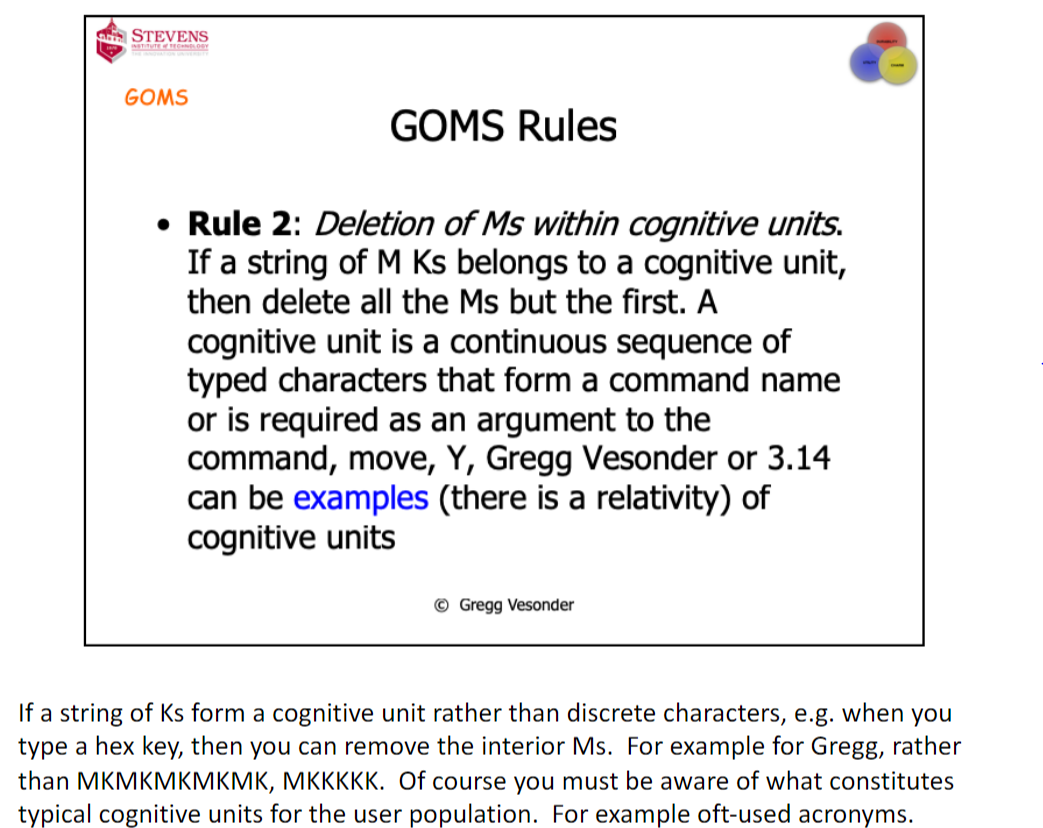 STEVENS
INSTITUTE of TECHNOLOGY
THE INNOVATION UNIVERSITY
GOMS
GOMS Rules
• Rule 2: Deletion of Ms within cognitive units.
If a string of M Ks belongs to a cognitive unit,
then delete all the Ms but the first. A
cognitive unit is a continuous sequence of
typed characters that form a command name
or is required as an argument to the
command, move, Y, Gregg Vesonder or 3.14
can be examples (there is a relativity) of
cognitive units
© Gregg Vesonder
If a string of Ks form a cognitive unit rather than discrete characters, e.g. when you
type a hex key, then you can remove the interior Ms.  For example for Gregg, rather
than MKMKMKMKMK, MKKKKK.  Of course you must be aware of what constitutes
typical cognitive units for the user population.  For example oft-used acronyms.